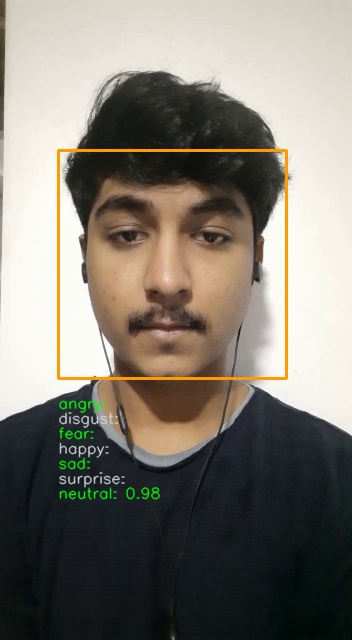 angry:
disgust:
fear:
happy:
sad:
surprise:
neutral: 0.98